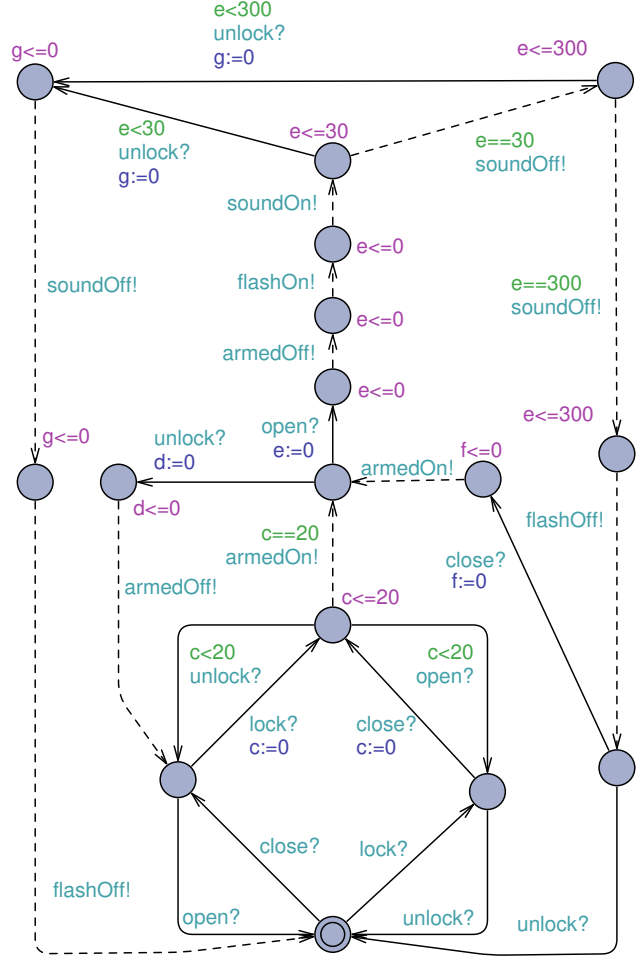 e<300
unlock?
g:=0
g<=0
e<=300
e<30
unlock?
g:=0
e<=30
e==30
soundOff!
soundOn!
e<=0
flashOn!
soundOff!
e==300
soundOff!
e<=0
armedOff!
e<=0
e<=300
g<=0
unlock?
d:=0
open?
e:=0
f<=0
armedOn!
d<=0
flashOff!
c==20
armedOn!
close?
f:=0
armedOff!
c<=20
c<20
unlock?
c<20
open?
lock?
c:=0
close?
c:=0
close?
lock?
flashOff!
open?
unlock?
unlock?